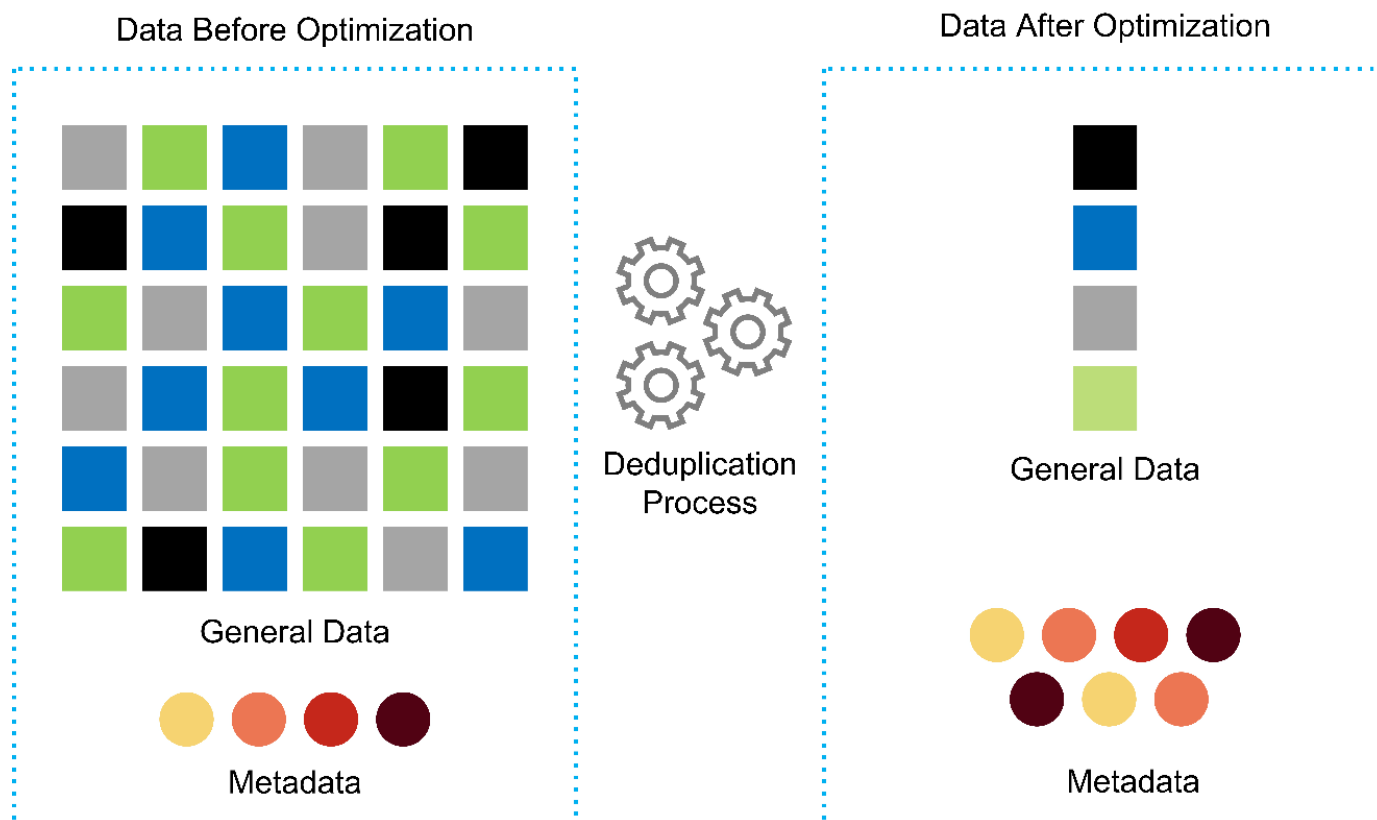 Data Before Optimization
Data After Optimization
Deduplication
Process
General Data
General Data
Metadata
Metadata